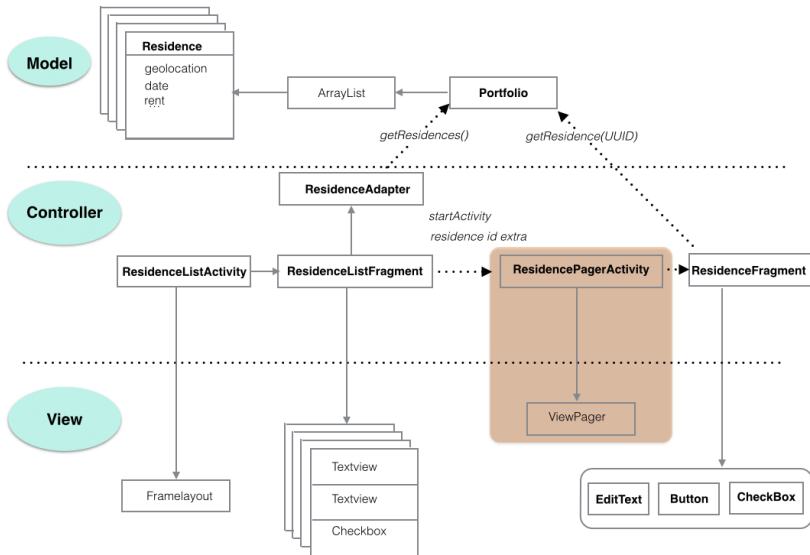 Model
Residence
geolocation
date
rent
...
ArrayList
Portfolio
getResidences()
getResidence(UUID)
Controller
ResidenceAdapter
startActivity
residence id extra
ResidenceListActivity
ResidenceListFragment
ResidencePagerActivity
ResidenceFragment
View
ViewPager
Framelayout
Textview
Textview
Checkbox
EditText
Button
CheckBox